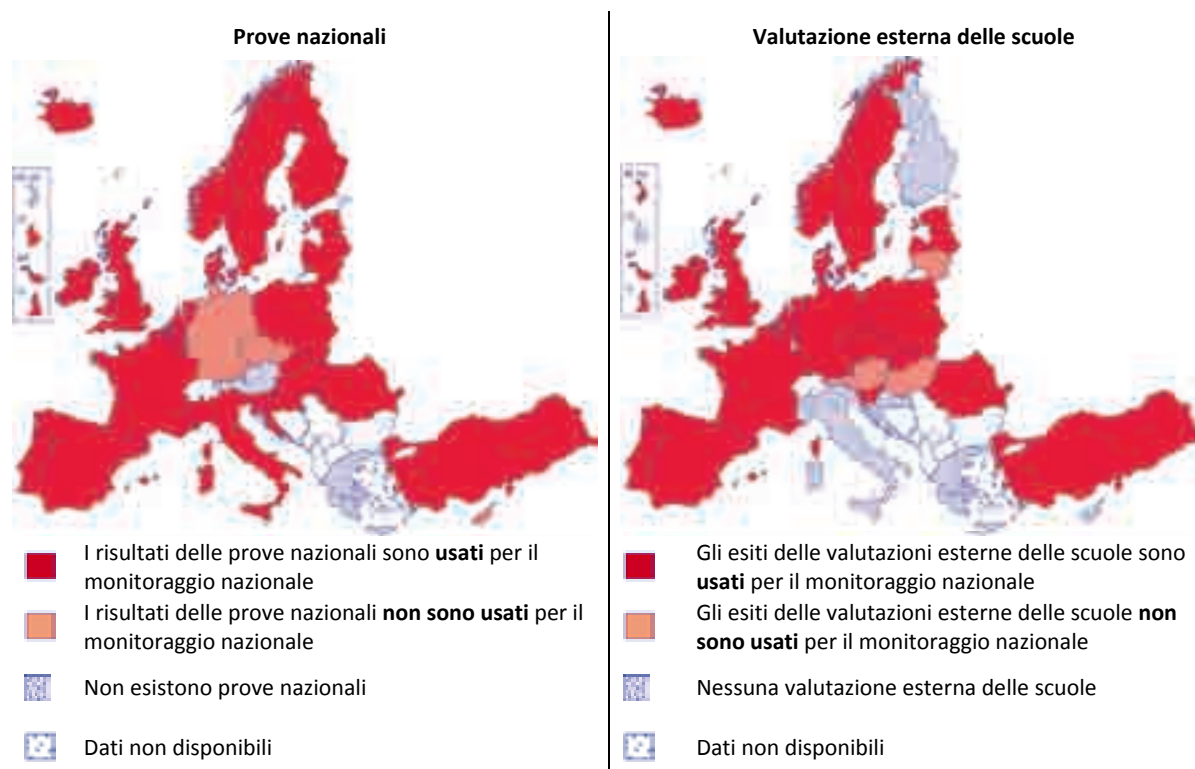 Prove nazionali
Valutazione esterna delle scuole
I risultati delle prove nazionali sono usati per il
monitoraggio nazionale
I risultati delle prove nazionali non sono usati per il
monitoraggio nazionale
Non esistono prove nazionali
Dati non disponibili
Gli esiti delle valutazioni esterne delle scuole sono
usati per il monitoraggio nazionale
Gli esiti delle valutazioni esterne delle scuole non
sono usati per il monitoraggio nazionale
Nessuna valutazione esterna delle scuole
Dati non disponibili